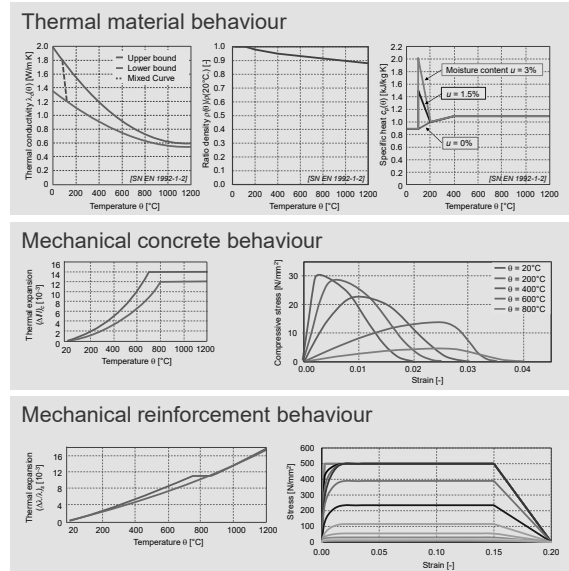 Thermal material behaviour
Thermal conductivity λc(θ) [W/m K]
2.0
1.8
1.6
1.4
1.2
1.0
0.8
0.6
0.4
0.2
0.0
Upper bound
Lower bound
Mixed Curve
[SN EN 1992-1-2]
0 200 400 600 800 1000 1200
Temperature θ [°C]
Ratio density ρ(θ)/ρ(20°C.) [-]
1.0
0.9
0.8
0.7
0.6
0.5
0.4
0.3
0.2
0.1
0.0
[SN EN 1992-1-2]
0 200 400 600 800 1000 1200
Temperature θ [°C]
Specific heat cp(θ) [kJ/kg K]
2.2
2.0
1.8
1.6
1.4
1.2
1.0
0.8
0.6
0.4
0.2
0.0
Moisture content u = 3%
u = 1.5%
u = 0%
[SN EN 1992-1-2]
0 200 400 600 800 1000 1200
Temperature θ [°C]
Mechanical concrete behaviour
Thermal expansion
(Δl/l)c [10-3]
16
14
12
10
8
6
4
2
0
20 200 400 600 800 1000 1200
Temperature θ [°C]
Compressive stress [N/mm2]
30
20
10
0
θ = 20°C
θ = 200°C
θ = 400°C
θ = 600°C
θ = 800°C
0.00 0.01 0.02 0.03 0.04
Strain [-]
Mechanical reinforcement behaviour
Thermal expansion
16
12
8
4
0
20 200 400 600 800 1000 1200
Temperature θ [°C]
Stress [N/mm2]
600
500
400
300
200
100
0
0.00 0.05 0.10 0.15 0.20
Strain [-]